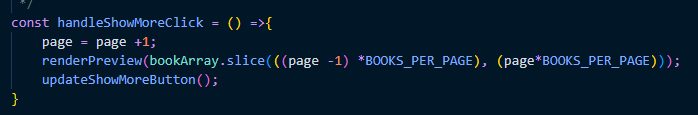 */
const handleShowMoreClick = () =>{
page = page +1;
renderPreview(bookArray.slice(((page -1) *BOOKS_PER_PAGE), (page*BOOKS_PER_PAGE)));
updateShowMoreButton();
}